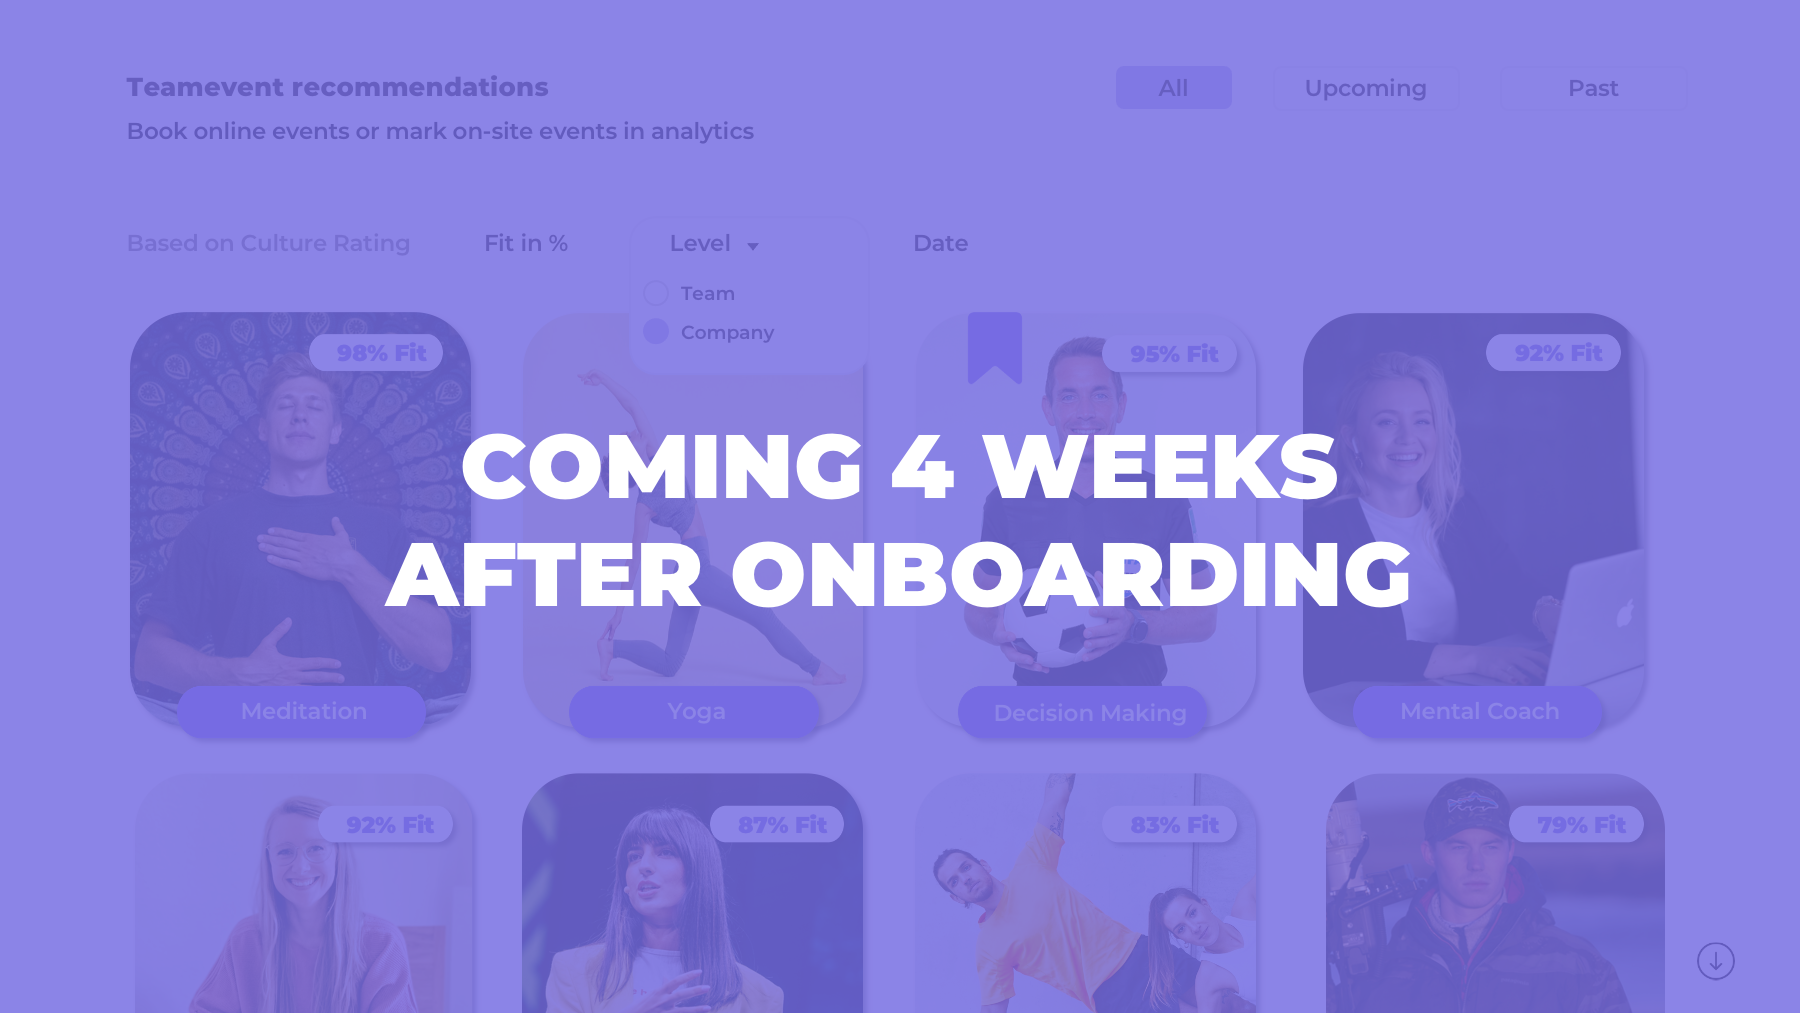 Teamevent recommendations
Book online events or mark on-site events in analytics
All
Upcoming
Past
Based on Culture Rating
Fit in %
Level
Date
Team
Company
98% Fit
95% Fit
92% Fit
COMING 4 WEEKS
AFTER ONBOARDING
Meditation
Yoga
Decision Making
Mental Coach
92% Fit
87% Fit
83% Fit
79% Fit